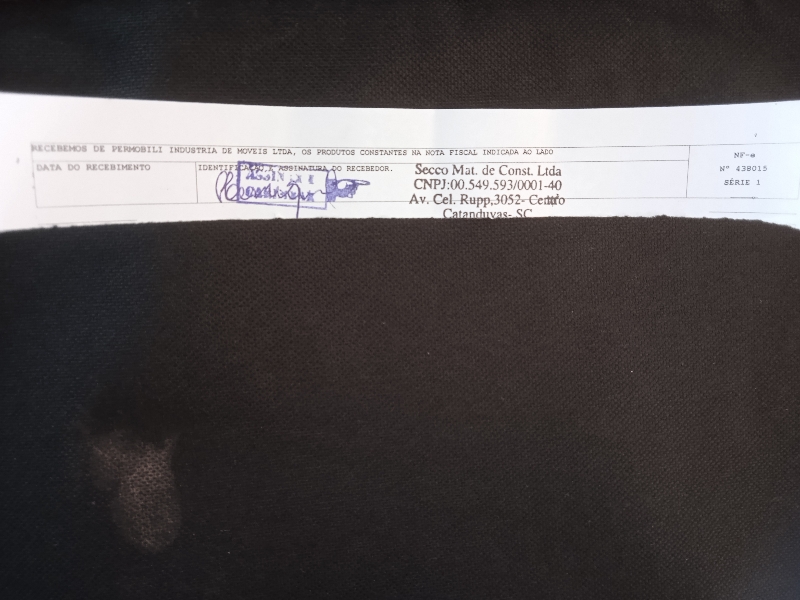 RECEBEMOS DE PERMOBILI INDUSTRIA DE MOVEIS LTDA, OS PRODUTOS CONSTANTES NA NOTA FISCAL INDICADA AO LADO
DATA DO RECEBIMENTO
IDENTIFICAÇÃO E ASSINATURA DO RECEBEDOR.
Secco Mat. de Const. Ltda
CNPJ:00.549.593/0001-40
Av. Cel. Rupp,3052- Centro
Catanduvas- SC
NF-e
Nº 438015
SÉRIE 1